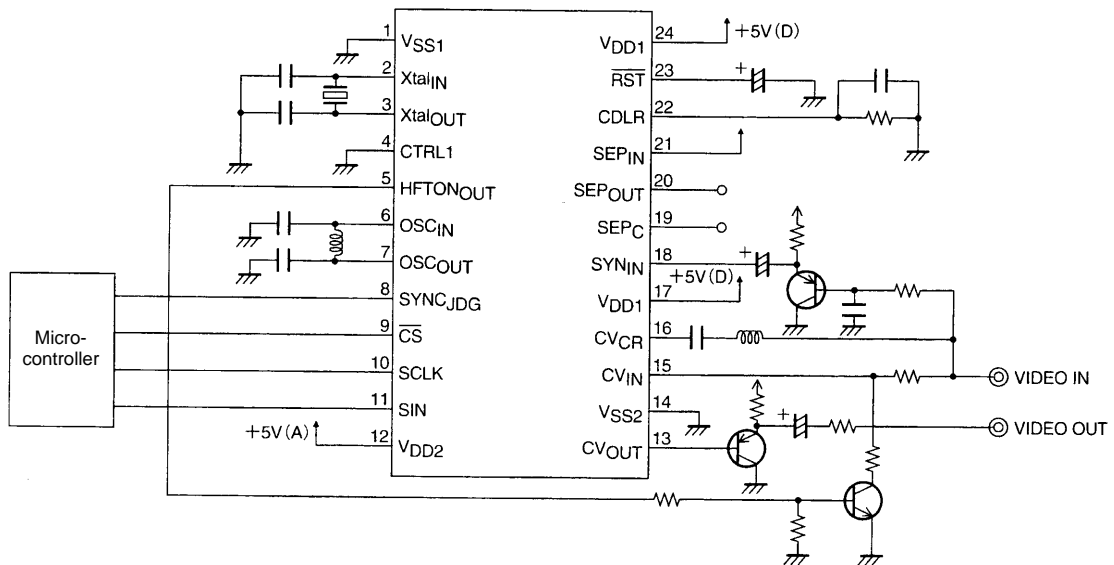 1 VSS1
2 XtalIN
3 XtalOUT
4 CTRL1
5 HFTONOUT
6 OSCIN
7 OSCOUT
8 SYNCJDG
9 CS
10 SCLK
11 SIN
12 VDD2
+5V(A)
Micro-
controller
24 VDD1
+5V(D)
23 RST
+
22 CDLR
21 SEPIN
20 SEPOUT
19 SEPC
18 SYNIN
+
+5V(D)
17 VDD1
16 CVCR
15 CVIN
VIDEO IN
14 VSS2
+
VIDEO OUT
13 CVOUT